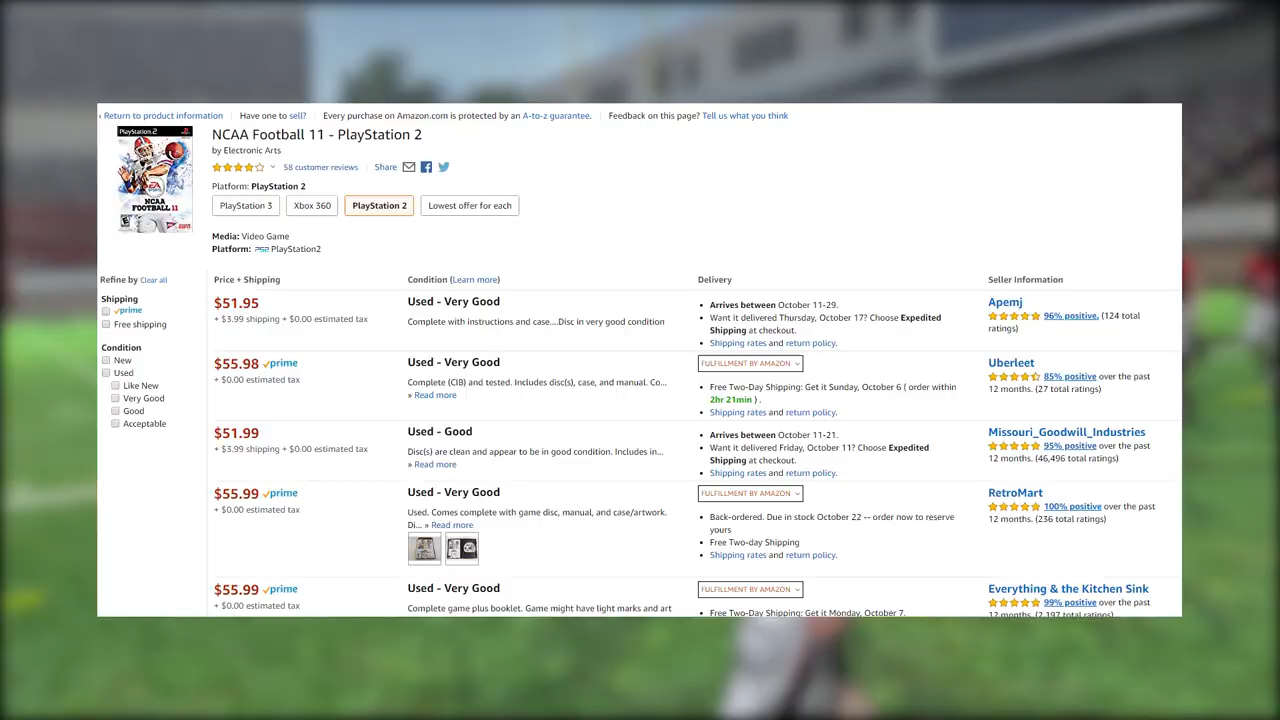 ‹ Return to product information Have one to sell? Every purchase on Amazon.com is protected by an A-to-z guarantee. Feedback on this page? Tell us what you think
PlayStation 2
NCAA
FOOTBALL 11
NCAA Football 11 - PlayStation 2
by Electronic Arts
58 customer reviews Share
Platform: PlayStation 2
PlayStation 3 Xbox 360 PlayStation 2 Lowest offer for each
Media: Video Game
Platform: PS2 PlayStation2
Refine by Clear all
Shipping
prime
Free shipping
Condition
New
Used
Like New
Very Good
Good
Acceptable
Price + Shipping Condition (Learn more) Delivery Seller Information
$51.95
+ $3.99 shipping + $0.00 estimated tax
Used - Very Good
Complete with instructions and case....Disc in very good condition
Arrives between October 11-29.
Want it delivered Thursday, October 17? Choose Expedited
Shipping at checkout.
Shipping rates and return policy.
Apemj
96% positive. (124 total
ratings)
$55.98 prime
+ $0.00 estimated tax
Used - Very Good
Complete (CIB) and tested. Includes disc(s), case, and manual. Co...
» Read more
FULFILLMENT BY AMAZON
Free Two-Day Shipping: Get it Sunday, October 6 ( order within
2hr 21min ) .
Shipping rates and return policy.
Uberleet
85% positive over the past
12 months. (27 total ratings)
$51.99
+ $3.99 shipping + $0.00 estimated tax
Used - Good
Disc(s) are clean and appear to be in good condition. Includes in...
» Read more
Arrives between October 11-21.
Want it delivered Friday, October 11? Choose Expedited
Shipping at checkout.
Shipping rates and return policy.
Missouri_Goodwill_Industries
95% positive over the past
12 months. (46,496 total ratings)
$55.99 prime
+ $0.00 estimated tax
Used - Very Good
Used. Comes complete with game disc, manual, and case/artwork.
Di... » Read more
FULFILLMENT BY AMAZON
Back-ordered. Due in stock October 22 -- order now to reserve
yours
Free Two-day Shipping
Shipping rates and return policy.
RetroMart
100% positive over the past
12 months. (236 total ratings)
$55.99 prime
+ $0.00 estimated tax
Used - Very Good
Complete game plus booklet. Game might have light marks and art
FULFILLMENT BY AMAZON
Free Two-Day Shipping: Get it Monday, October 7.
Everything & the Kitchen Sink
99% positive over the past
12 months. (2,197 total ratings)